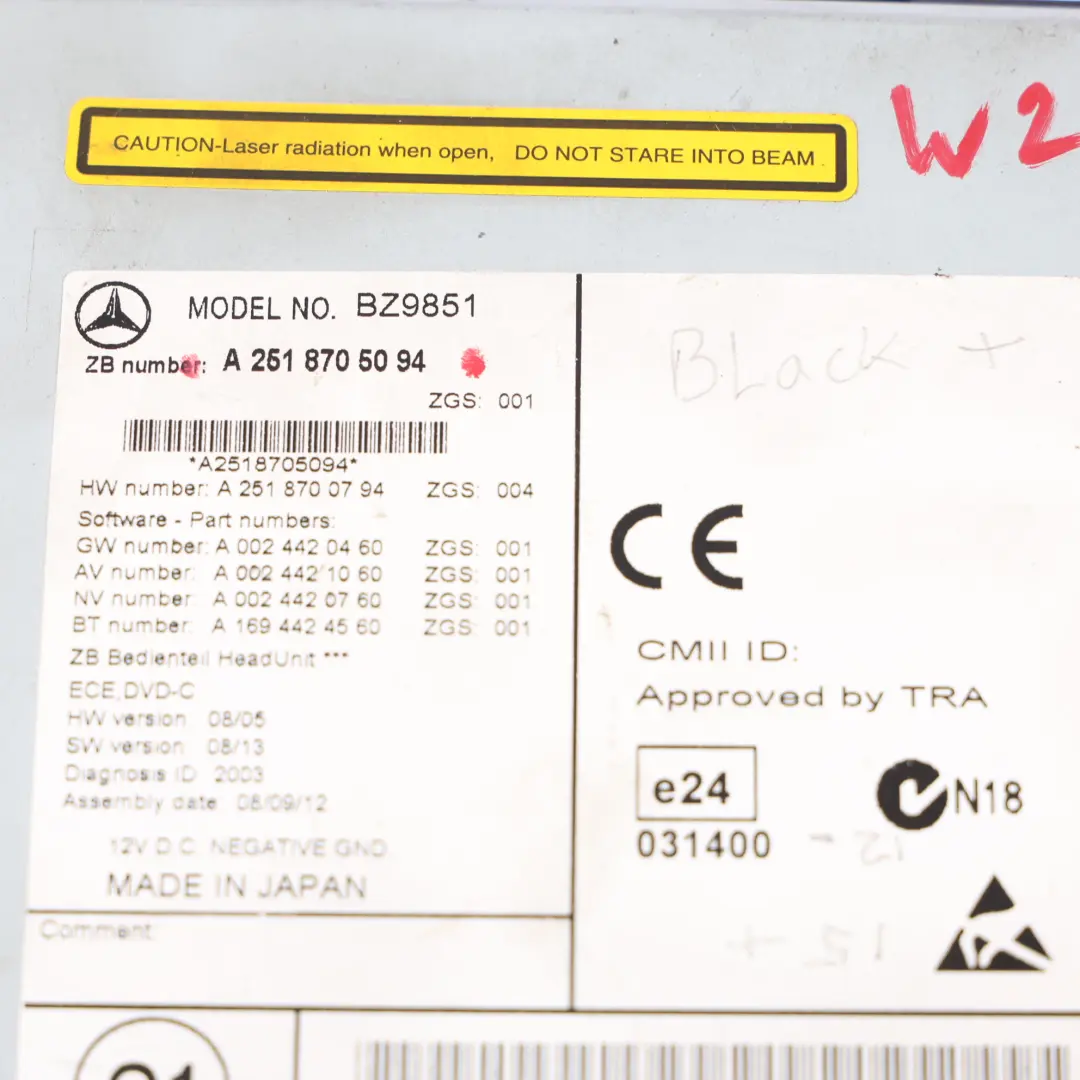 CAUTION-Laser radiation when open, DO NOT STARE INTO BEAM
W2
MODEL NO. BZ9851
ZB number: A 251 870 50 94
ZGS: 001
*A2518705094*
HW number: A 251 870 07 94 ZGS: 004
Software - Part numbers:
GW number: A 002 442 04 60 ZGS: 001
AV number: A 002 442 10 60 ZGS: 001
NV number: A 002 442 07 60 ZGS: 001
BT number: A 169 442 45 60 ZGS: 001
ZB Bedienteil HeadUnit ***
ECE,DVD-C
HW version 08/05
SW version 08/13
Diagnosis ID 2003
Assembly date 08/09/12
12V D.C. NEGATIVE GND
MADE IN JAPAN
Comment:
BLack +
CE
CMII ID:
Approved by TRA
e24
031400
N18